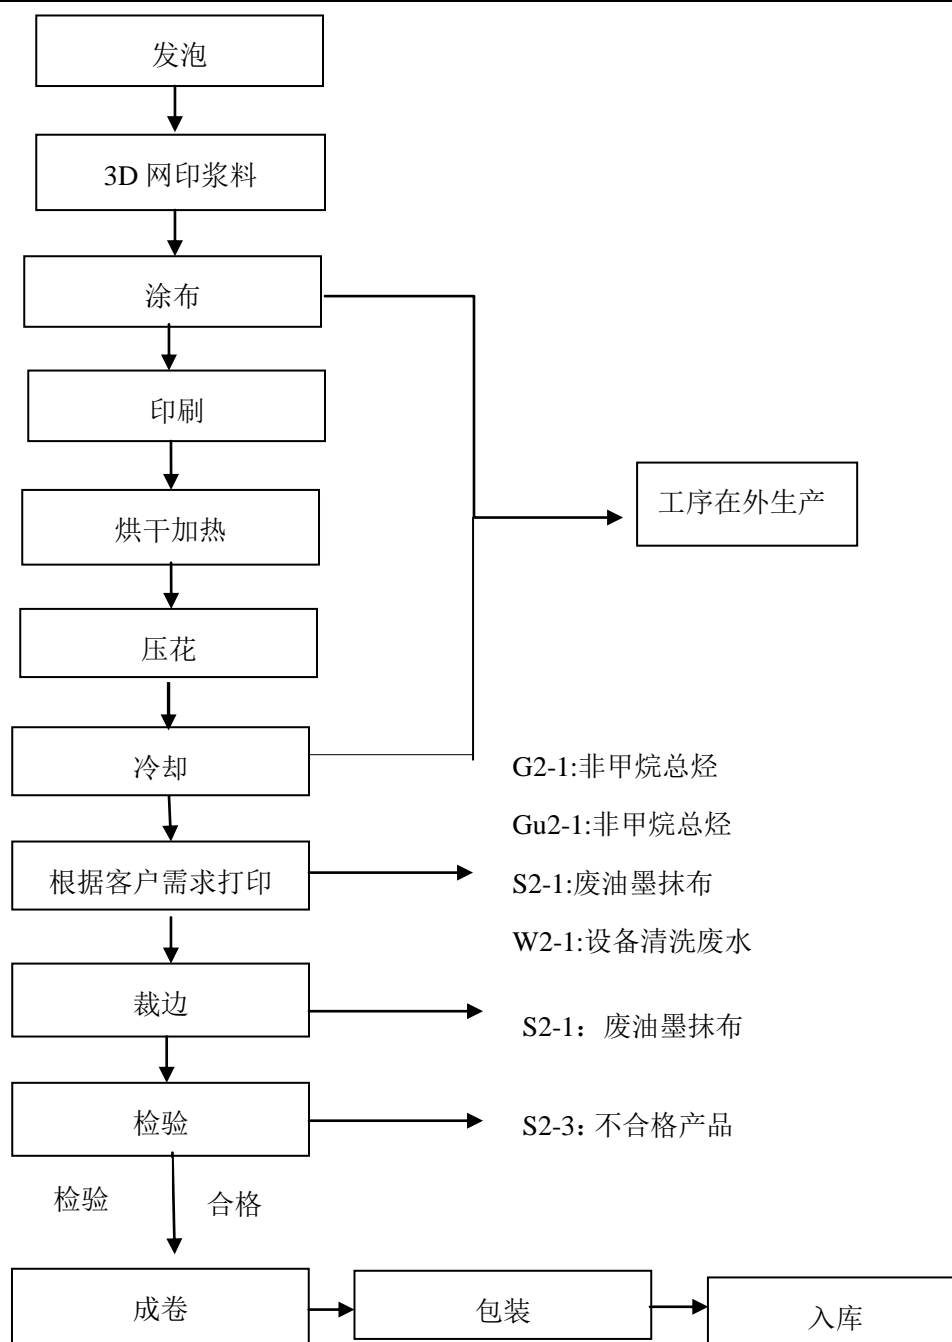 发泡
3D 网印浆料
涂布
印刷
工序在外生产
烘干加热
压花
冷却
G2-1:非甲烷总烃
Gu2-1:非甲烷总烃
根据客户需求打印
S2-1:废油墨抹布
W2-1:设备清洗废水
裁边
S2-1：废油墨抹布
检验
S2-3：不合格产品
检验 合格
成卷
包装
入库